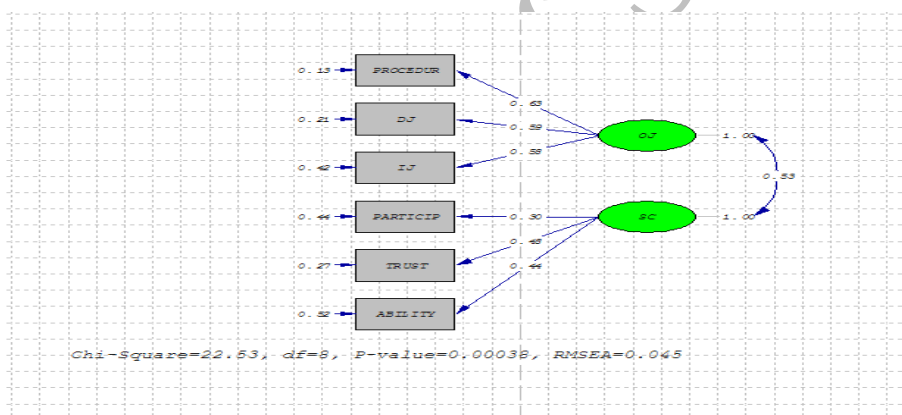 0.13 PROCEDUR
0.63
0.21 DJ
0.59
OJ 1.00
0.42 IJ
0.58
0.53
0.44 PARTICIP
0.30
SC 1.00
0.27 TRUST
0.44
0.52 ABILITY
Chi-Square=22.53, df=8, P-value=0.00038, RMSEA=0.045